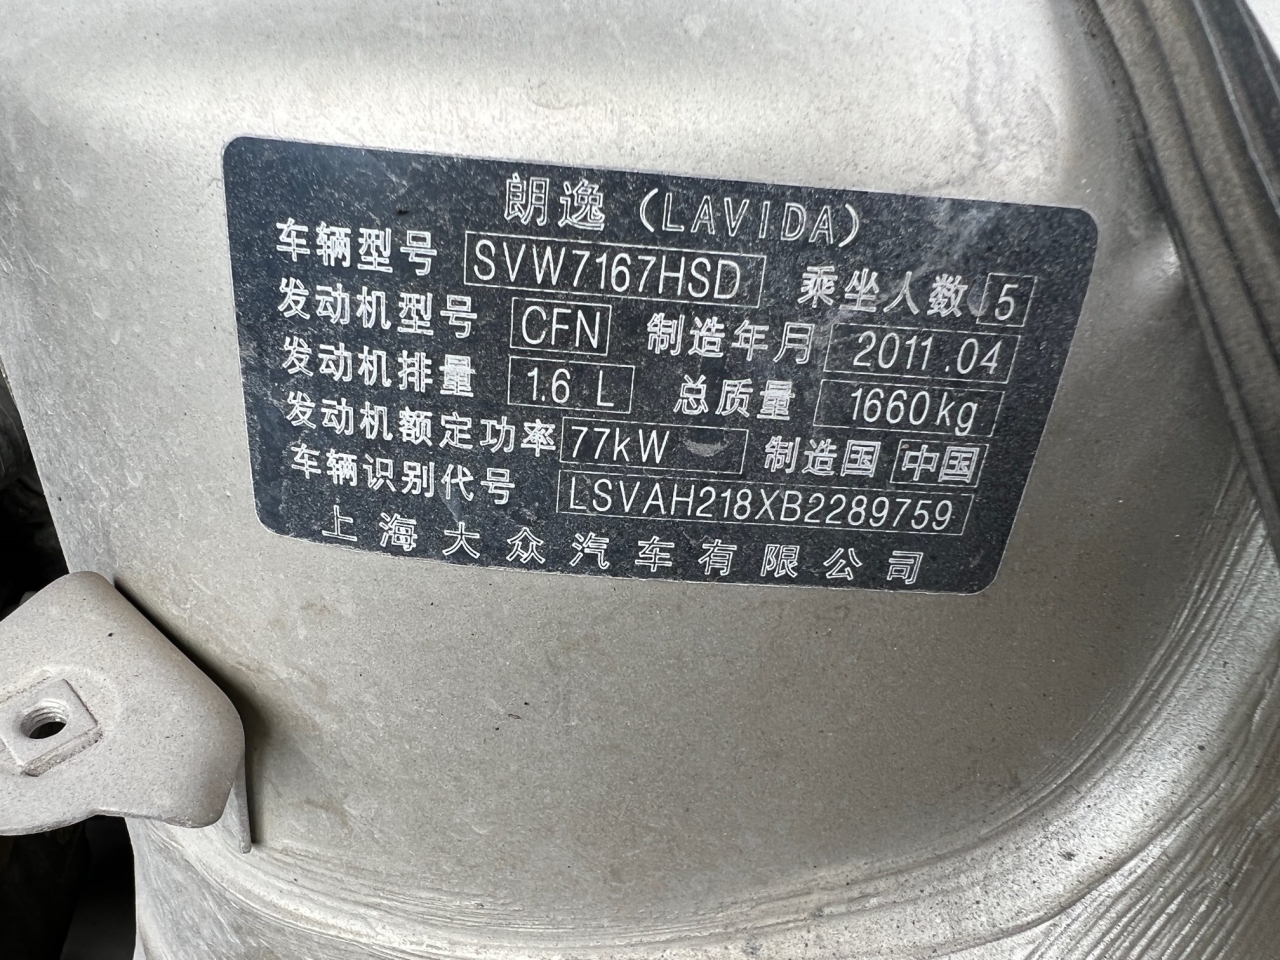 朗逸（LAVIDA）
车辆型号 SVW7167HSD 乘坐人数 5
发动机型号 CFN 制造年月 2011.04
发动机排量 1.6 L 总质量 1660kg
发动机额定功率 77kW 制造国 中国
车辆识别代号 LSVAH218XB2289759
上海大众汽车有限公司